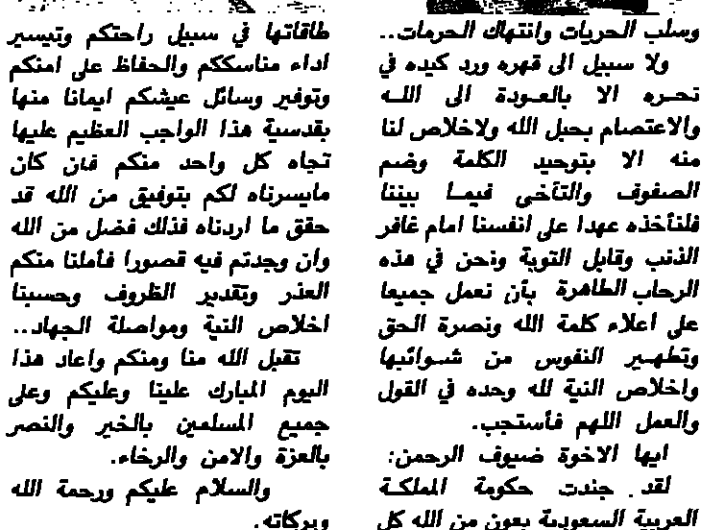 وسلب الحريات وانتهاك الحرمات..
ولا سبيل الى قهره ورد كيده في
نحره الا بالعودة الى الله
والاعتصام بحبل الله ولاخلاص لنا
منه الا بتوحيد الكلمة وضم
الصفوف والتآخى فيما بيننا
فلنأخذه عهدا على انفسنا امام غافر
الذنب وقابل التوبة ونحن في هذه
الرحاب الطاهرة بأن نعمل جميعا
على اعلاء كلمة الله ونصرة الحق
وتطهير النفوس من شوائبها
واخلاص النية لله وحده في القول
والعمل اللهم فأستجب.
ايها الاخوة ضيوف الرحمن:
لقد جندت حكومة المملكة
العربية السعودية بعون من الله كل
طاقاتها في سبيل راحتكم وتيسير
اداء مناسككم والحفاظ على امنكم
وتوفير وسائل عيشكم ايمانا منها
بقدسية هذا الواجب العظيم عليها
تجاه كل واحد منكم فان كان
مايسرناه لكم بتوفيق من الله قد
حقق ما اردناه فذلك فضل من الله
وان وجدتم فيه قصورا فأملنا منكم
العذر وتقدير الظروف وحسبنا
اخلاص النية ومواصلة الجهاد..
تقبل الله منا ومنكم واعاد هذا
اليوم المبارك علينا وعليكم وعلى
جميع المسلمين بالخير والنصر
بالعزة والامن والرخاء.
والسلام عليكم ورحمة الله
وبركاته.